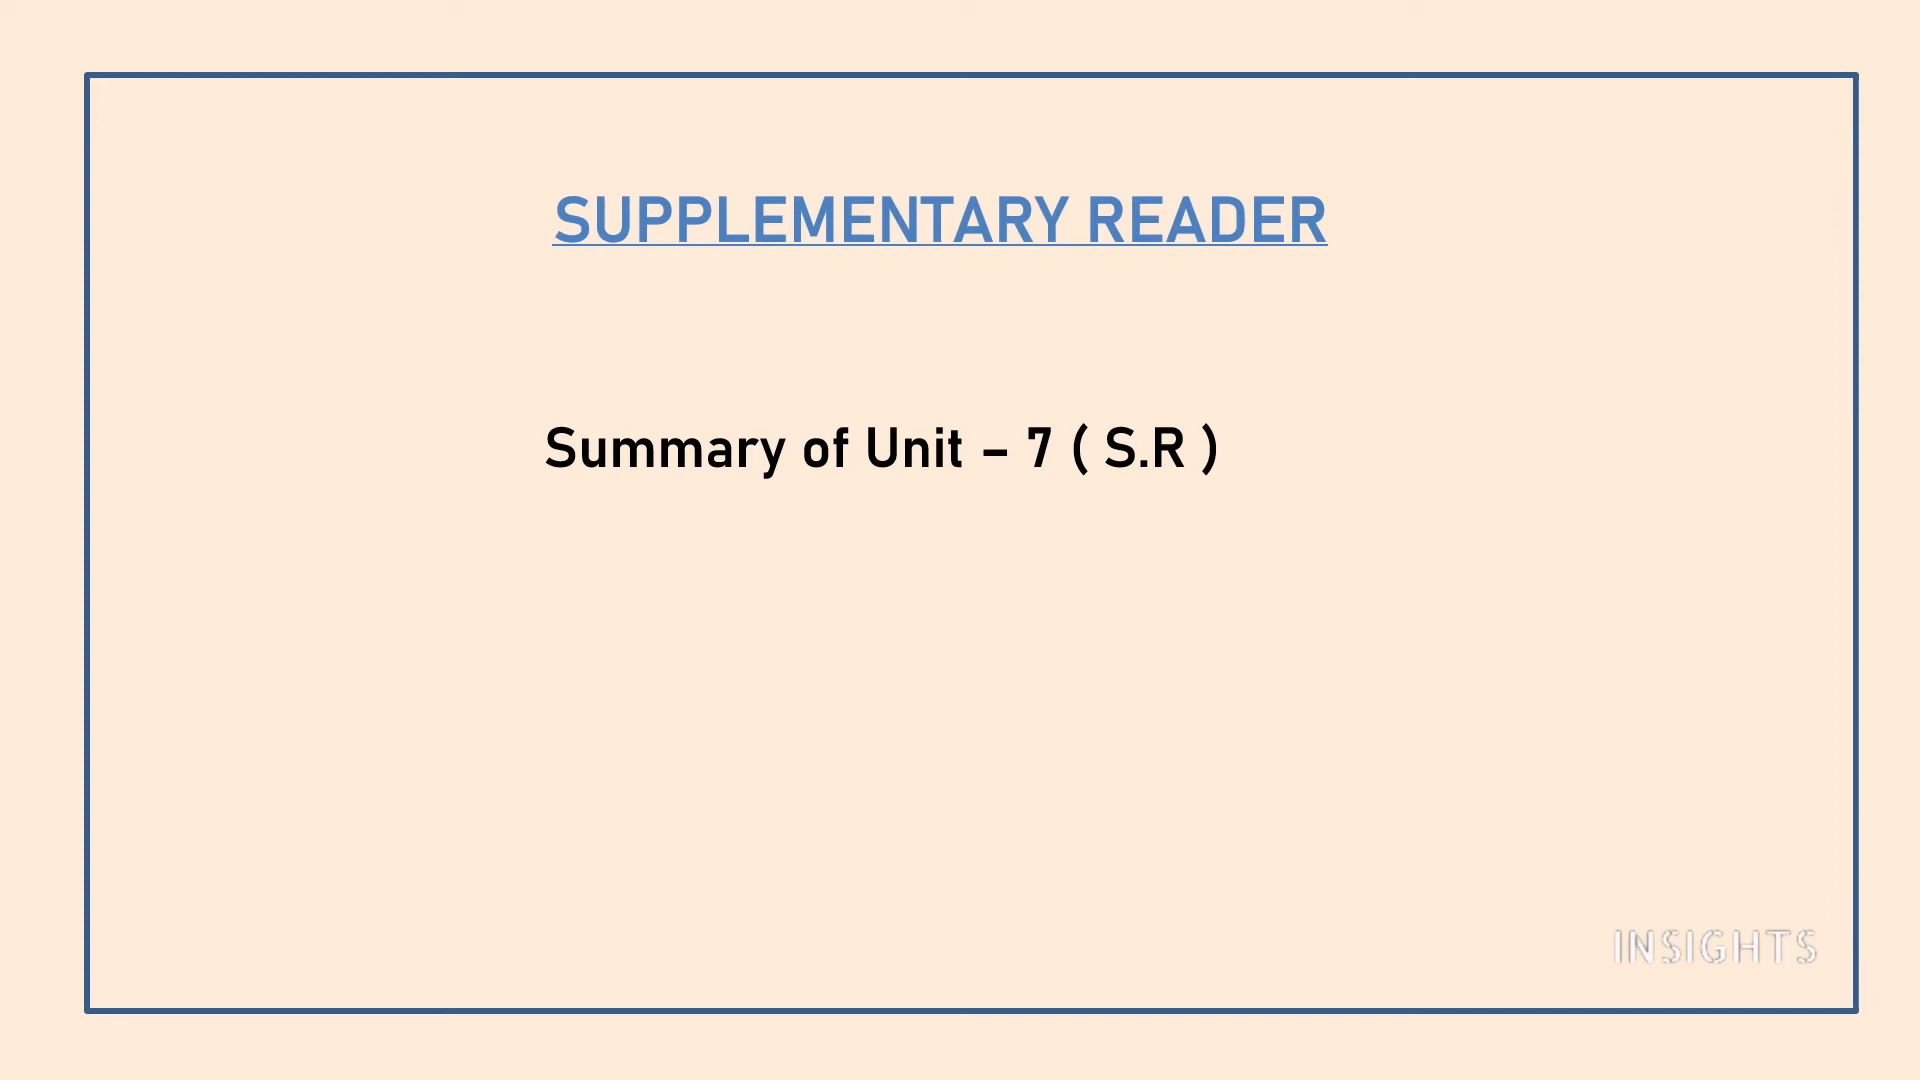 SUPPLEMENTARY READER
Summary of Unit – 7 ( S.R )
INSIGHTS